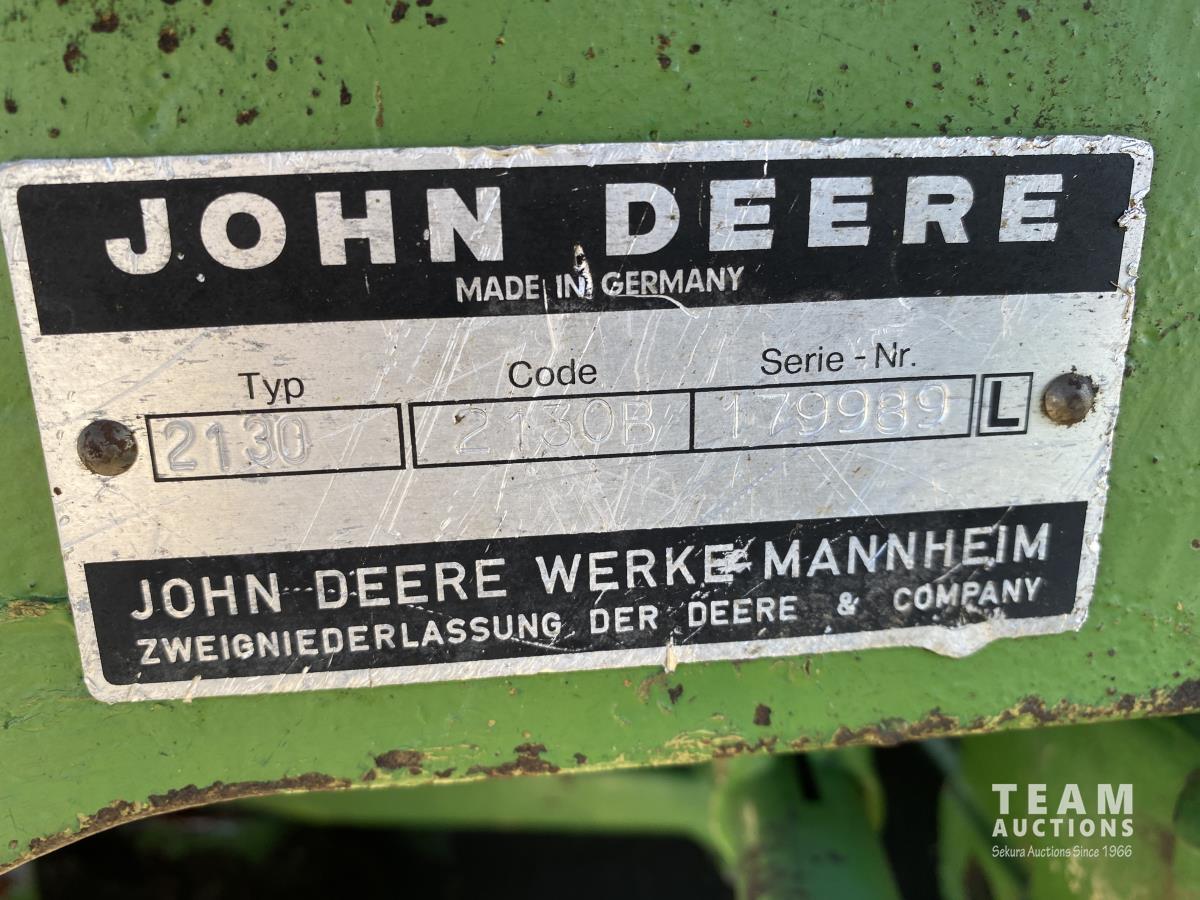 JOHN DEERE
MADE IN GERMANY
Typ Code Serie - Nr.
2130 2130B 179989 L
JOHN DEERE WERKE MANNHEIM
ZWEIGNIEDERLASSUNG DER DEERE & COMPANY
TEAM
AUCTIONS
Sekura Auctions Since 1966